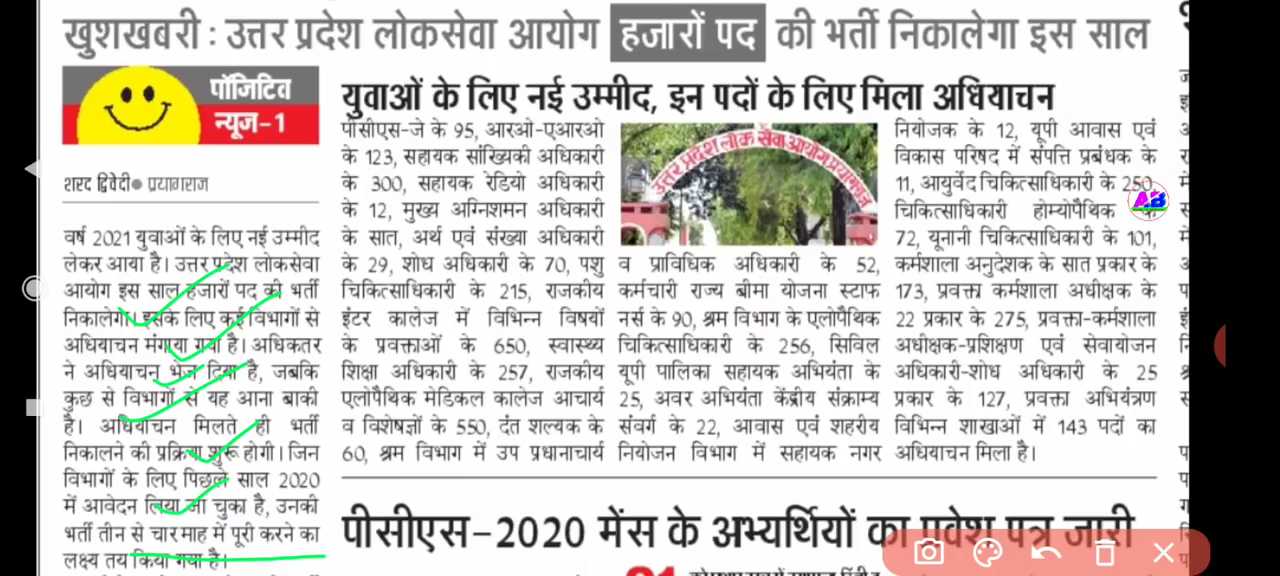 खुशखबरी : उत्तर प्रदेश लोकसेवा आयोग हजारों पद की भर्ती निकालेगा इस साल
पॉजिटिव
न्यूज-1
शरद द्विवेदी● प्रयागराज
वर्ष 2021 युवाओं के लिए नई उम्मीद
लेकर आया है। उत्तर प्रदेश लोकसेवा
आयोग इस साल हजारों पद की भर्ती
निकालेगा। इसके लिए कई विभागों से
अधियाचन मंगाया गया है। अधिकतर
ने अधियाचन भेज दिया है, जबकि
कुछ से विभागों से यह आना बाकी
है। अधियाचन मिलते ही भर्ती
निकालने की प्रक्रिया शुरू होगी। जिन
विभागों के लिए पिछले साल 2020
में आवेदन लिया जा चुका है, उनकी
भर्ती तीन से चार माह में पूरी करने का
लक्ष्य तय किया गया है।
युवाओं के लिए नई उम्मीद, इन पदों के लिए मिला अधियाचन
पीसीएस-जे के 95, आरओ-एआरओ
के 123, सहायक सांख्यिकी अधिकारी
के 300, सहायक रेडियो अधिकारी
के 12, मुख्य अग्निशमन अधिकारी
के सात, अर्थ एवं संख्या अधिकारी
के 29, शोध अधिकारी के 70, पशु
चिकित्साधिकारी के 215, राजकीय
इंटर कालेज में विभिन्न विषयों
के प्रवक्ताओं के 650, स्वास्थ्य
शिक्षा अधिकारी के 257, राजकीय
एलोपैथिक मेडिकल कालेज आचार्य
व विशेषज्ञों के 550, दंत शल्यक के
60, श्रम विभाग में उप प्रधानाचार्य
उत्तर प्रदेश लोक सेवा आयोग, प्रयागराज
व प्राविधिक अधिकारी के 52,
कर्मचारी राज्य बीमा योजना स्टाफ
नर्स के 90, श्रम विभाग के एलोपैथिक
चिकित्साधिकारी के 256, सिविल
यूपी पालिका सहायक अभियंता के
25, अवर अभियंता केंद्रीय संक्राम्य
संवर्ग के 22, आवास एवं शहरीय
नियोजन विभाग में सहायक नगर
नियोजक के 12, यूपी आवास एवं
विकास परिषद में संपत्ति प्रबंधक के
11, आयुर्वेद चिकित्साधिकारी के 250,
चिकित्साधिकारी होम्योपैथिक के
72, यूनानी चिकित्साधिकारी के 101,
कर्मशाला अनुदेशक के सात प्रकार के
173, प्रवक्ता कर्मशाला अधीक्षक के
22 प्रकार के 275, प्रवक्ता-कर्मशाला
अधीक्षक-प्रशिक्षण एवं सेवायोजन
अधिकारी-शोध अधिकारी के 25
प्रकार के 127, प्रवक्ता अभियंत्रण
विभिन्न शाखाओं में 143 पदों का
अधियाचन मिला है।
AB
पीसीएस-2020 मेंस के अभ्यर्थियों का प्रवेश पत्र जारी